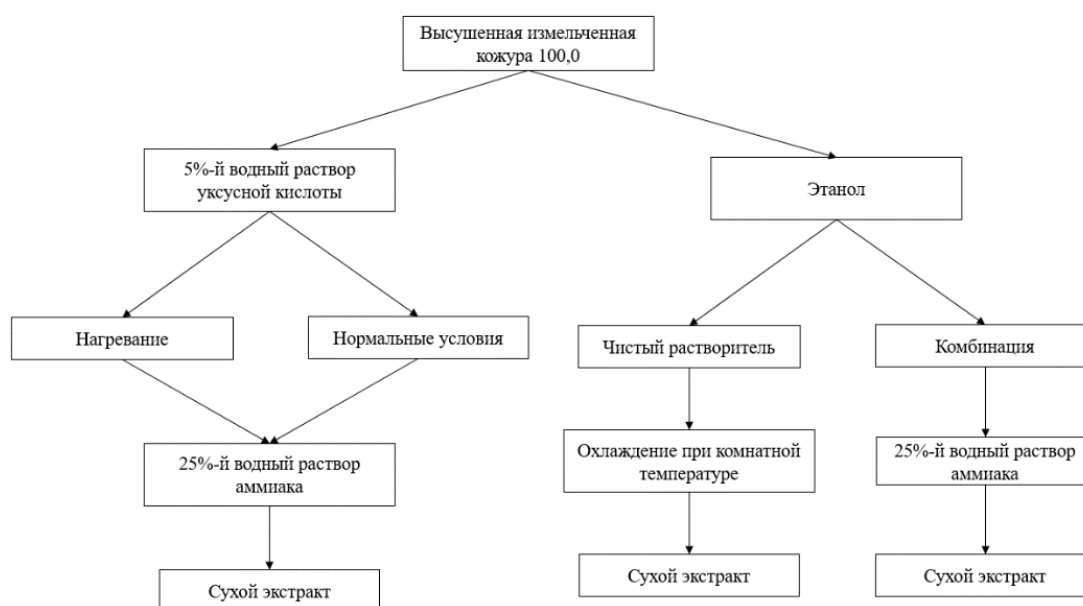 Высушенная измельченная
кожура 100,0
5%-й водный раствор
уксусной кислоты
Этанол
Нагревание
Нормальные условия
Чистый растворитель
Комбинация
25%-й водный раствор
аммиака
Охлаждение при комнатной
температуре
25%-й водный раствор
аммиака
Сухой экстракт
Сухой экстракт
Сухой экстракт